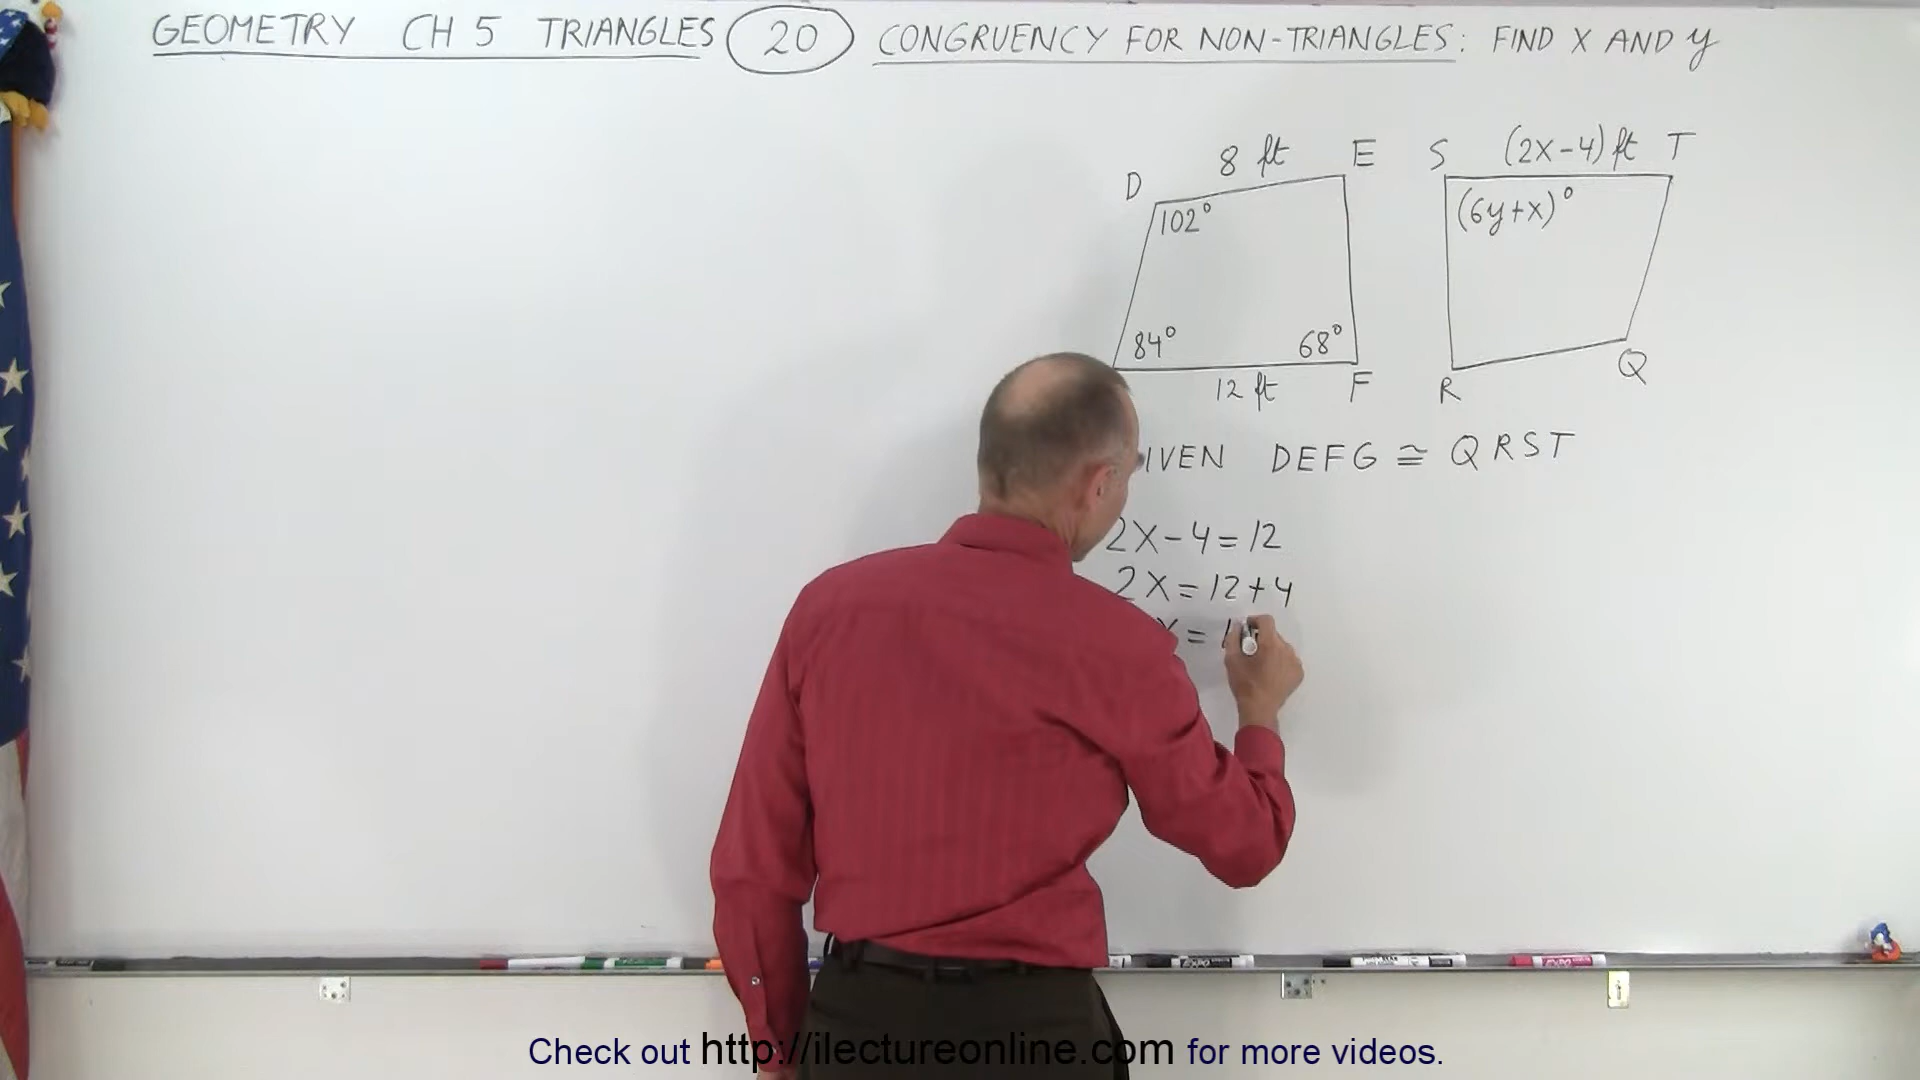 GEOMETRY CH 5 TRIANGLES 20 CONGRUENCY FOR NON-TRIANGLES: FIND X AND y
8 ft
D
E
102°
84°
68°
12 ft
F
S
(2X-4) ft
T
(6y+X)°
R
Q
IVEN DEFG ≅ QRST
2X-4=12
2X=12+4
X = 1
Check out http://ilectureonline.com for more videos.